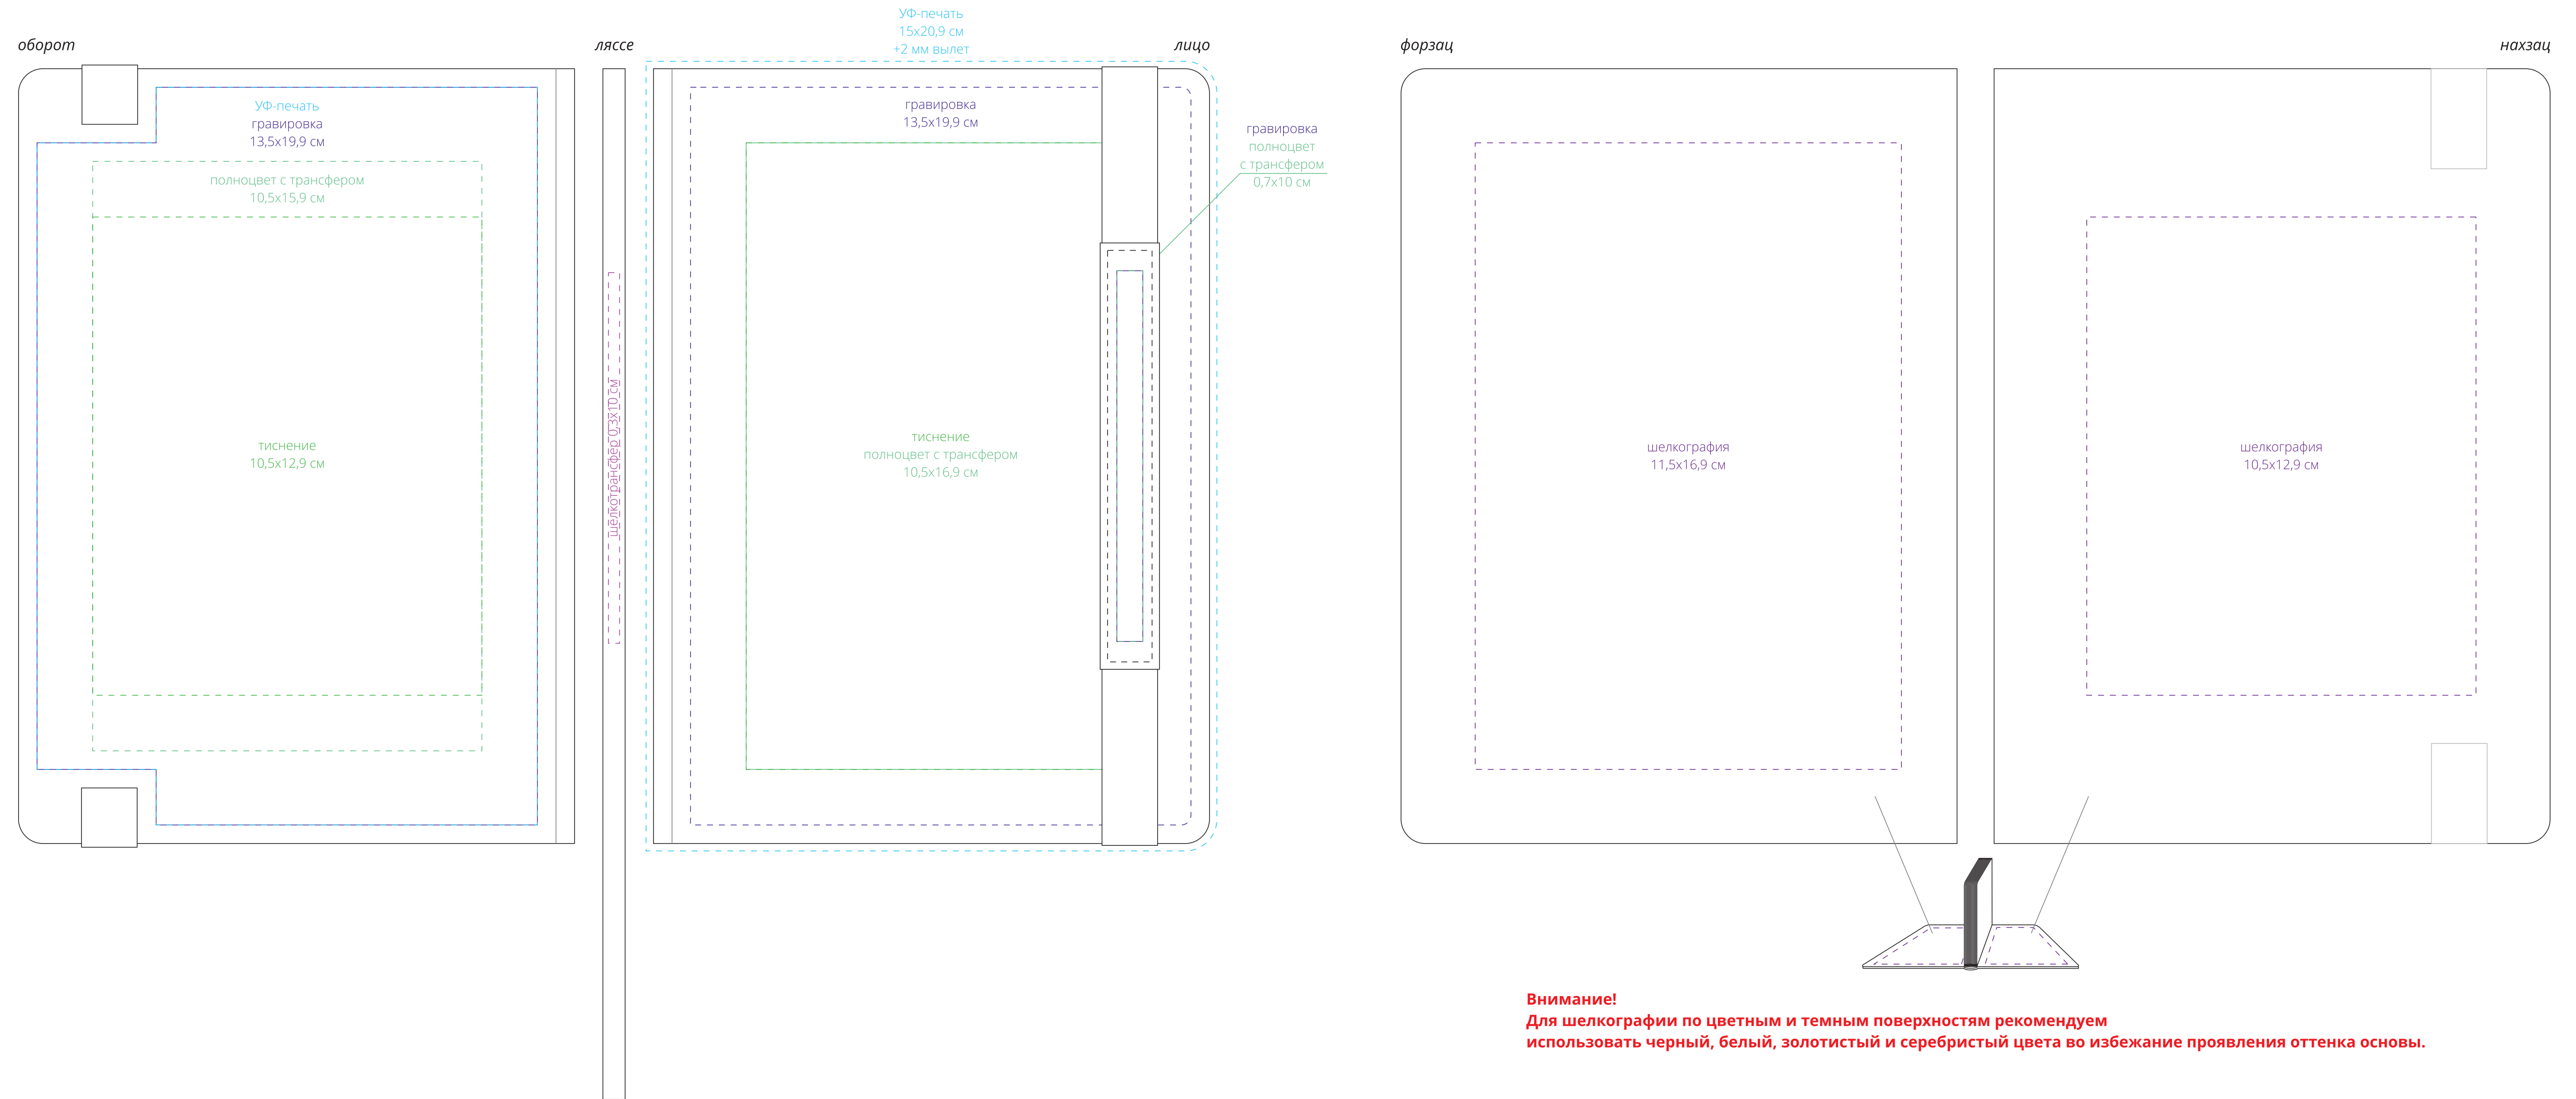 оборот
УФ-печать
гравировка
13,5х19,9 см
полноцвет с трансфером
10,5х15,9 см
тиснение
10,5х12,9 см
ляссе
шелкотрансфер 0,3х10 см
УФ-печать
15х20,9 см
+2 мм вылет
лицо
гравировка
13,5х19,9 см
гравировка
полноцвет
с трансфером
0,7х10 см
тиснение
полноцвет с трансфером
10,5х16,9 см
форзац
шелкография
11,5х16,9 см
нахзац
шелкография
10,5х12,9 см
Внимание!
Для шелкографии по цветным и темным поверхностям рекомендуем
использовать черный, белый, золотистый и серебристый цвета во избежание проявления оттенка основы.